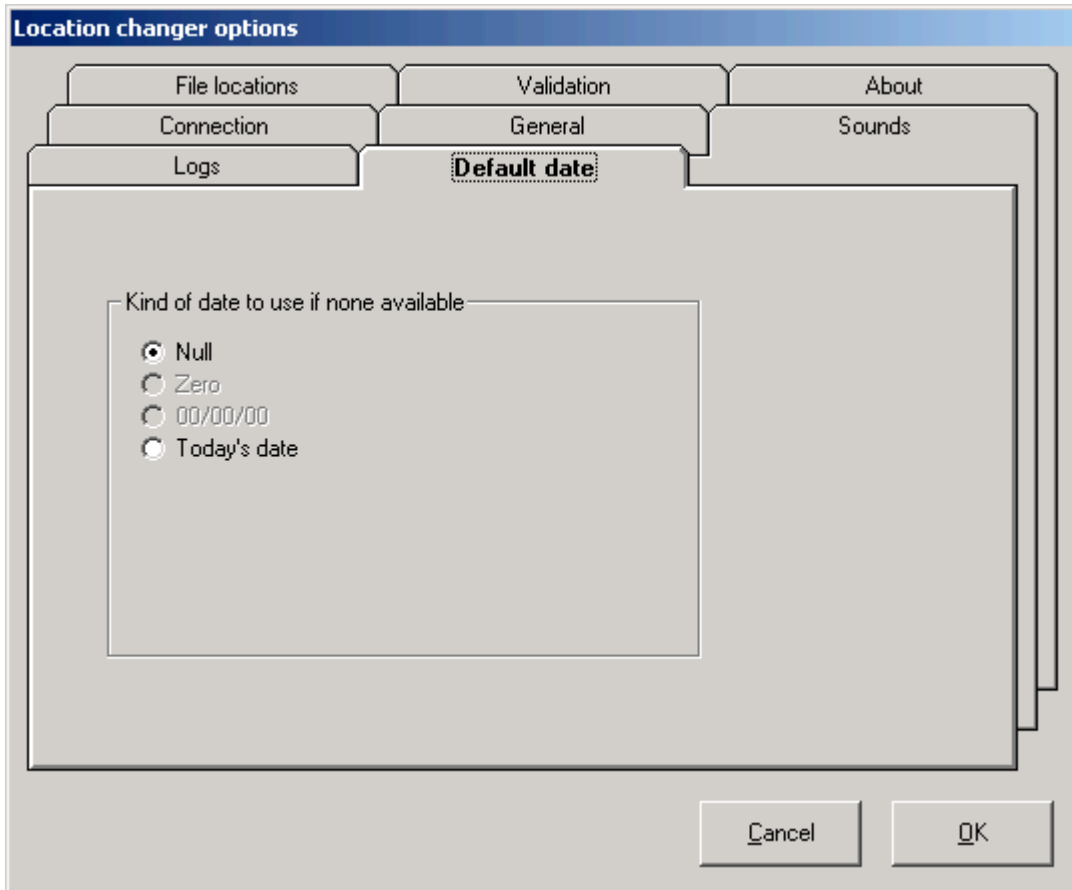 Location changer options
File locations
Validation
About
Connection
General
Sounds
Logs
Default date
Kind of date to use if none available
Null
Zero
00/00/00
Today's date
Cancel
OK